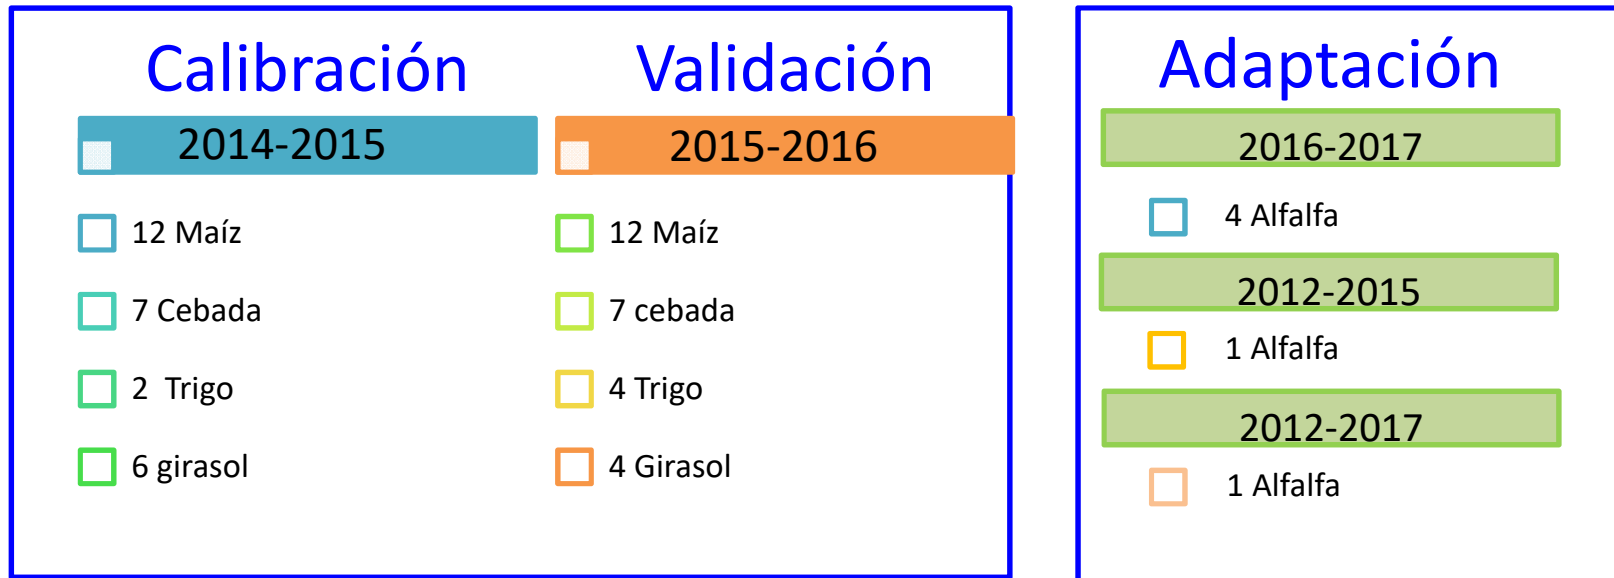 Calibración
2014-2015
12 Maíz
7 Cebada
2 Trigo
6 girasol
Validación
2015-2016
12 Maíz
7 cebada
4 Trigo
4 Girasol
Adaptación
2016-2017
4 Alfalfa
2012-2015
1 Alfalfa
2012-2017
1 Alfalfa